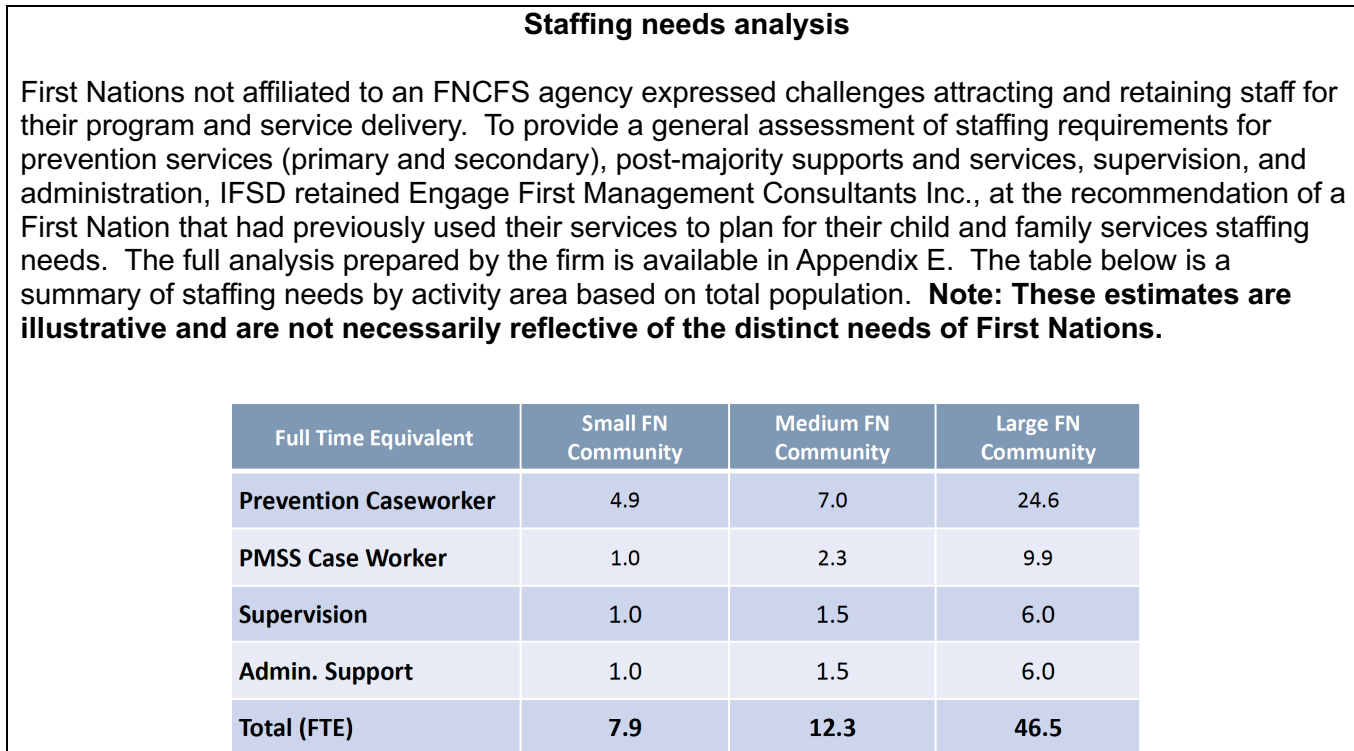 Staffing needs analysis
First Nations not affiliated to an FNCFS agency expressed challenges attracting and retaining staff for
their program and service delivery.  To provide a general assessment of staffing requirements for
prevention services (primary and secondary), post-majority supports and services, supervision, and
administration, IFSD retained Engage First Management Consultants Inc., at the recommendation of a
First Nation that had previously used their services to plan for their child and family services staffing
needs.  The full analysis prepared by the firm is available in Appendix E.  The table below is a
summary of staffing needs by activity area based on total population.  Note: These estimates are
illustrative and are not necessarily reflective of the distinct needs of First Nations.
Full Time Equivalent Small FN Community Medium FN Community Large FN Community
Prevention Caseworker 4.9 7.0 24.6
PMSS Case Worker 1.0 2.3 9.9
Supervision 1.0 1.5 6.0
Admin. Support 1.0 1.5 6.0
Total (FTE) 7.9 12.3 46.5